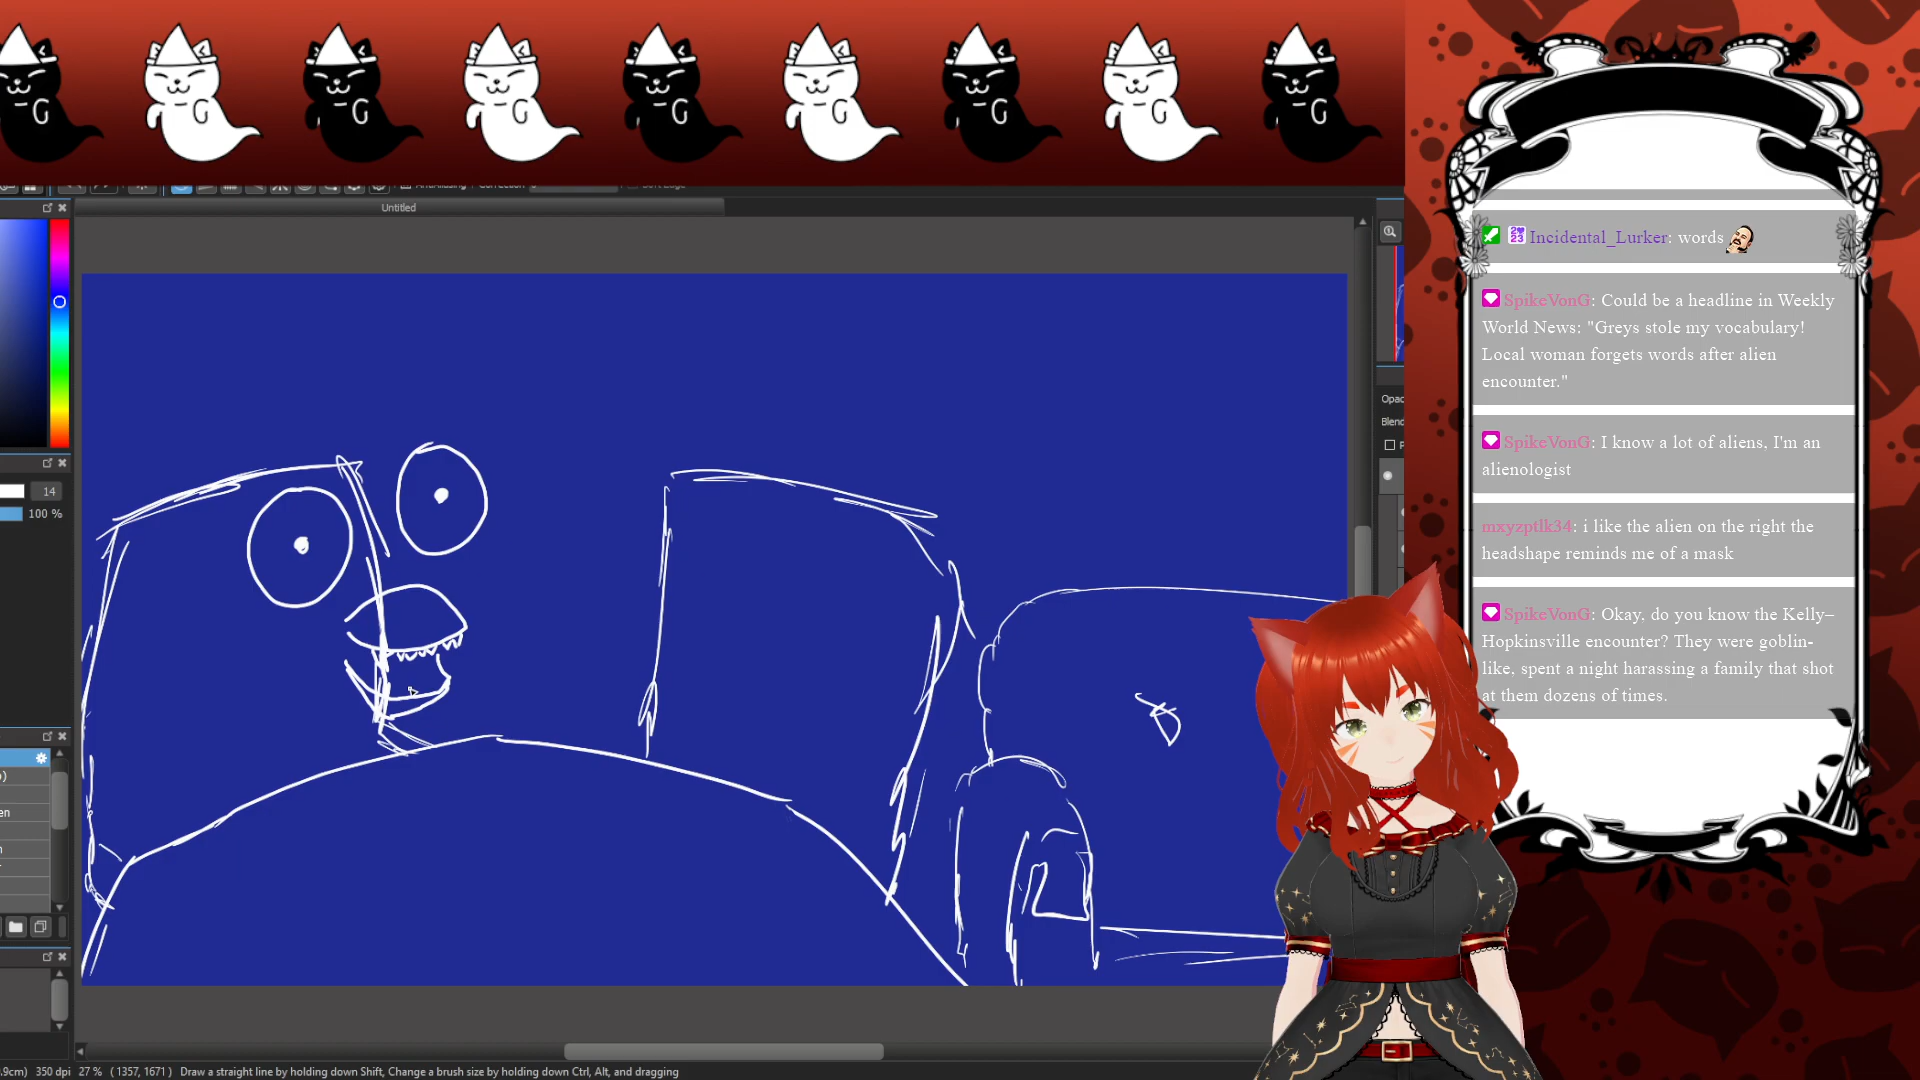 G G G G G G G G G
Untitled
14
100 %
Opac
Blend
Incidental_Lurker: words
SpikeVonG: Could be a headline in Weekly
World News: "Greys stole my vocabulary!
Local woman forgets words after alien
encounter."
SpikeVonG: I know a lot of aliens, I'm an
alienologist
mxyzptlk34: i like the alien on the right the
headshape reminds me of a mask
SpikeVonG: Okay, do you know the Kelly–
Hopkinsville encounter? They were goblin-
like, spent a night harassing a family that shot
at them dozens of times.
.9cm) 350 dpi 27 % ( 1357, 1671 ) Draw a straight line by holding down Shift, Change a brush size by holding down Ctrl, Alt, and dragging